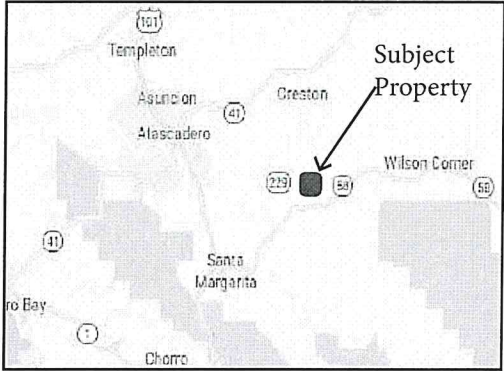 101
Templeton
Subject
Property
Asuncion
Creston
41
Atascadero
Wilson Corner
229
58
58
41
Santa
Margarita
ro Bay
1
Chorro